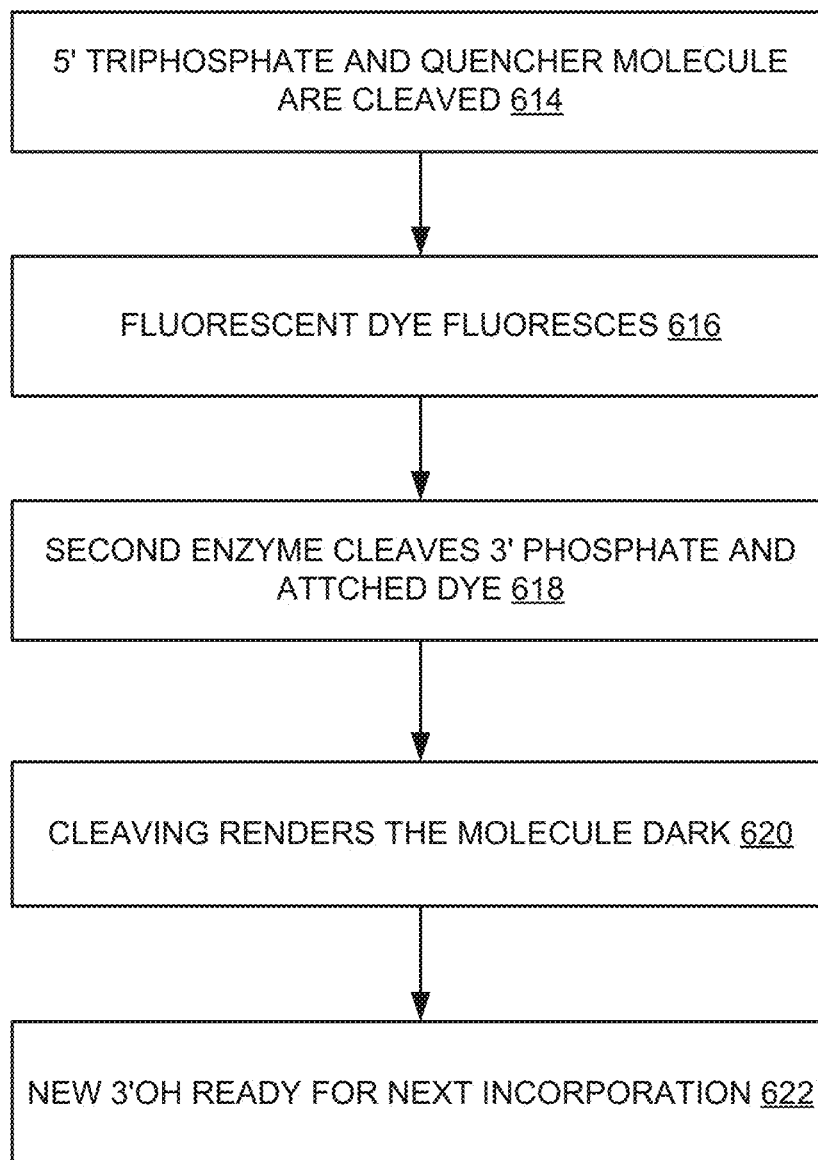 5' TRIPHOSPHATE AND QUENCHER MOLECULE
ARE CLEAVED 614
FLUORESCENT DYE FLUORESCES 616
SECOND ENZYME CLEAVES 3' PHOSPHATE AND
ATTCHED DYE 618
CLEAVING RENDERS THE MOLECULE DARK 620
NEW 3'OH READY FOR NEXT INCORPORATION 622